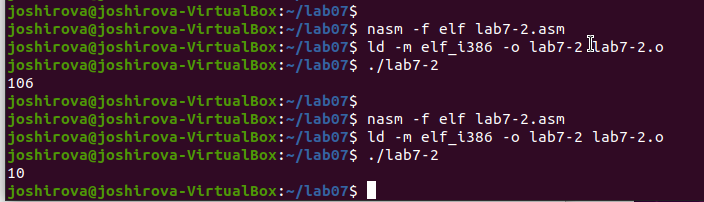 joshirova@joshirova-VirtualBox:~/lab07$
joshirova@joshirova-VirtualBox:~/lab07$ nasm -f elf lab7-2.asm
joshirova@joshirova-VirtualBox:~/lab07$ ld -m elf_i386 -o lab7-2 lab7-2.o
joshirova@joshirova-VirtualBox:~/lab07$ ./lab7-2
106
joshirova@joshirova-VirtualBox:~/lab07$
joshirova@joshirova-VirtualBox:~/lab07$ nasm -f elf lab7-2.asm
joshirova@joshirova-VirtualBox:~/lab07$ ld -m elf_i386 -o lab7-2 lab7-2.o
joshirova@joshirova-VirtualBox:~/lab07$ ./lab7-2
10
joshirova@joshirova-VirtualBox:~/lab07$